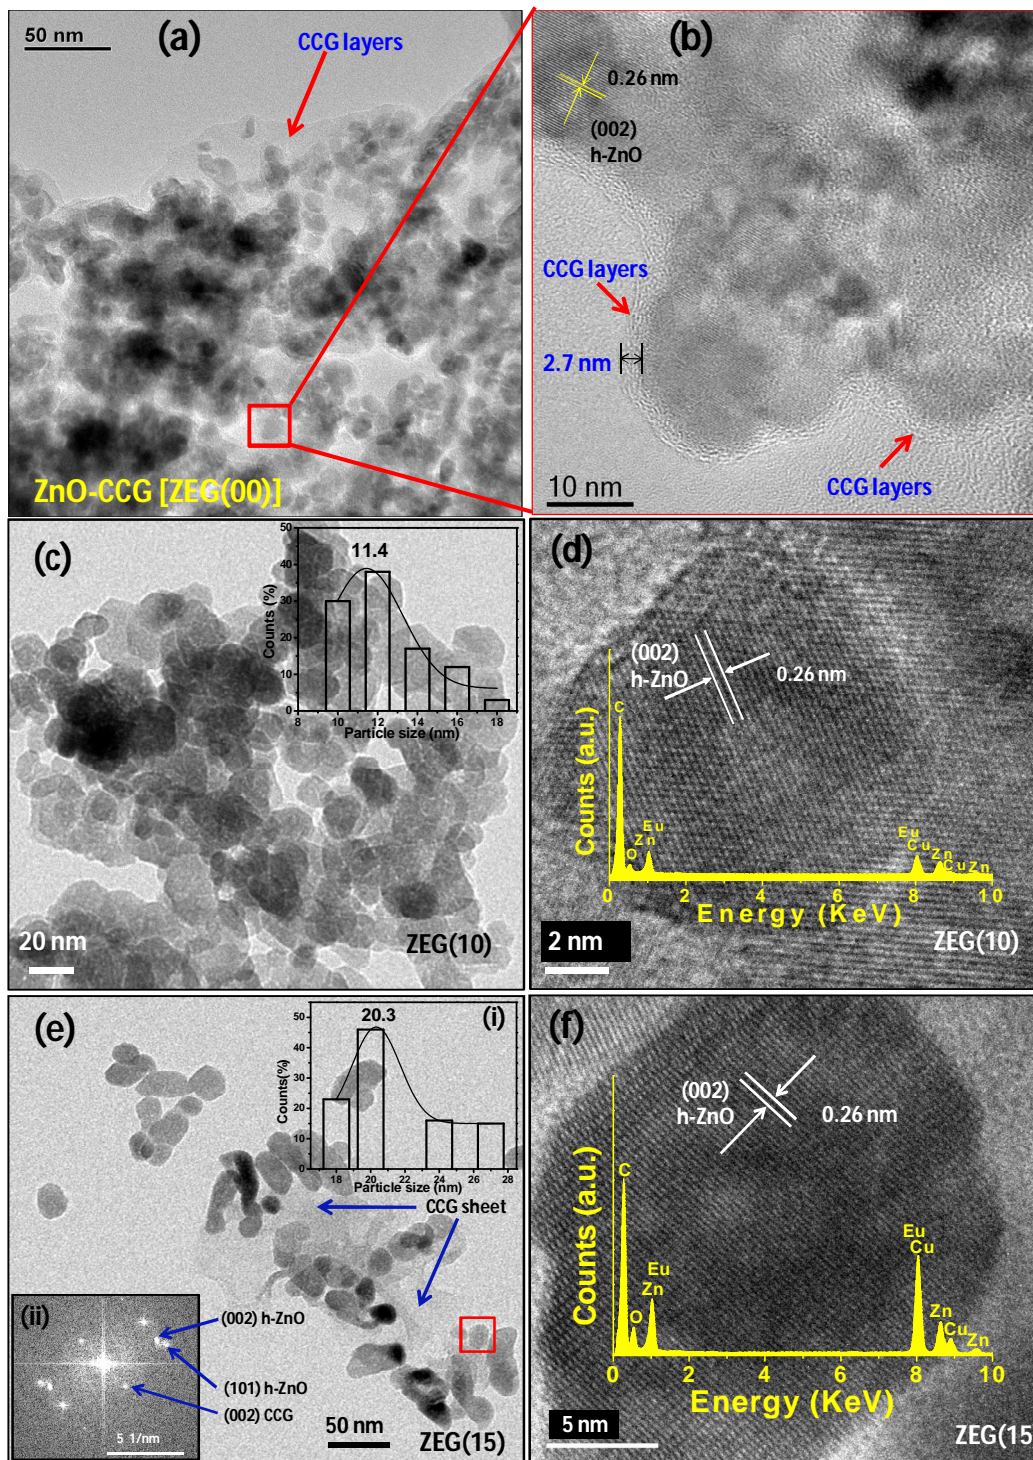 50 nm
(a)
CCG layers
ZnO-CCG [ZEG(00)]
(b)
0.26 nm
(002)
h-ZnO
CCG layers
2.7 nm
CCG layers
10 nm
(c)
50
40
30
20
10
0
Counts (%)
11.4
8 10 12 14 16 18
Particle size (nm)
20 nm
ZEG(10)
(d)
(002)
h-ZnO
0.26 nm
Counts (a.u.)
C
O
Zn
Eu
Eu
Cu
Zn
Cu
Zn
0 2 4 6 8 10
Energy (KeV)
2 nm
ZEG(10)
(e)
(i)
20.3
50
40
30
20
10
0
Counts(%)
18 20 22 24 26 28
Particle size (nm)
CCG sheet
(ii)
(002) h-ZnO
(101) h-ZnO
(002) CCG
5 1/nm
50 nm
ZEG(15)
(f)
(002)
h-ZnO
0.26 nm
Counts (a.u.)
C
O
Eu
Zn
Eu
Cu
Zn
Cu
Zn
0 2 4 6 8 10
Energy (KeV)
5 nm
ZEG(15